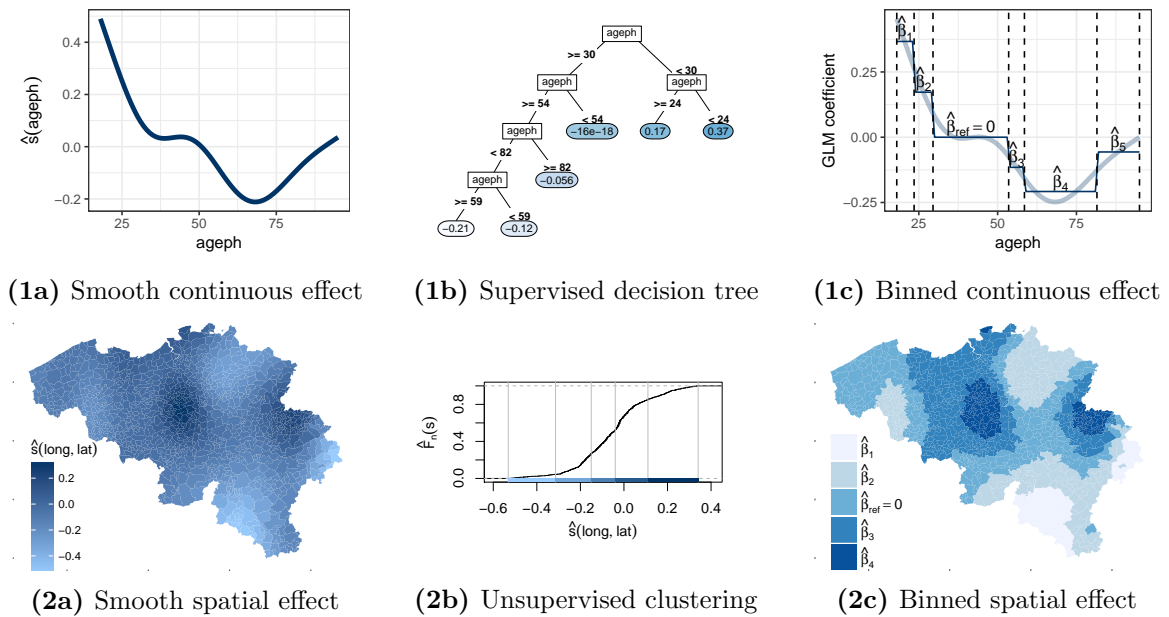 0.4
0.2
0.0
−0.2
ŝ(ageph)
25
50
75
ageph
ageph
>= 30
< 30
ageph
ageph
>= 54
< 54
>= 24
< 24
ageph
−16e−18
0.17
0.37
< 82
>= 82
ageph
−0.056
>= 59
< 59
−0.21
−0.12
0.25
0.00
−0.25
GLM coefficient
β̂1
β̂2
β̂ref = 0
β̂3
β̂4
β̂5
25
50
75
ageph
(1a) Smooth continuous effect
(1b) Supervised decision tree
(1c) Binned continuous effect
ŝ(long, lat)
0.2
0.0
−0.2
−0.4
0.8
0.4
0.0
F̂n(s)
−0.6
−0.4
−0.2
0.0
0.2
0.4
ŝ(long, lat)
β̂1
β̂2
β̂ref = 0
β̂3
β̂4
(2a) Smooth spatial effect
(2b) Unsupervised clustering
(2c) Binned spatial effect